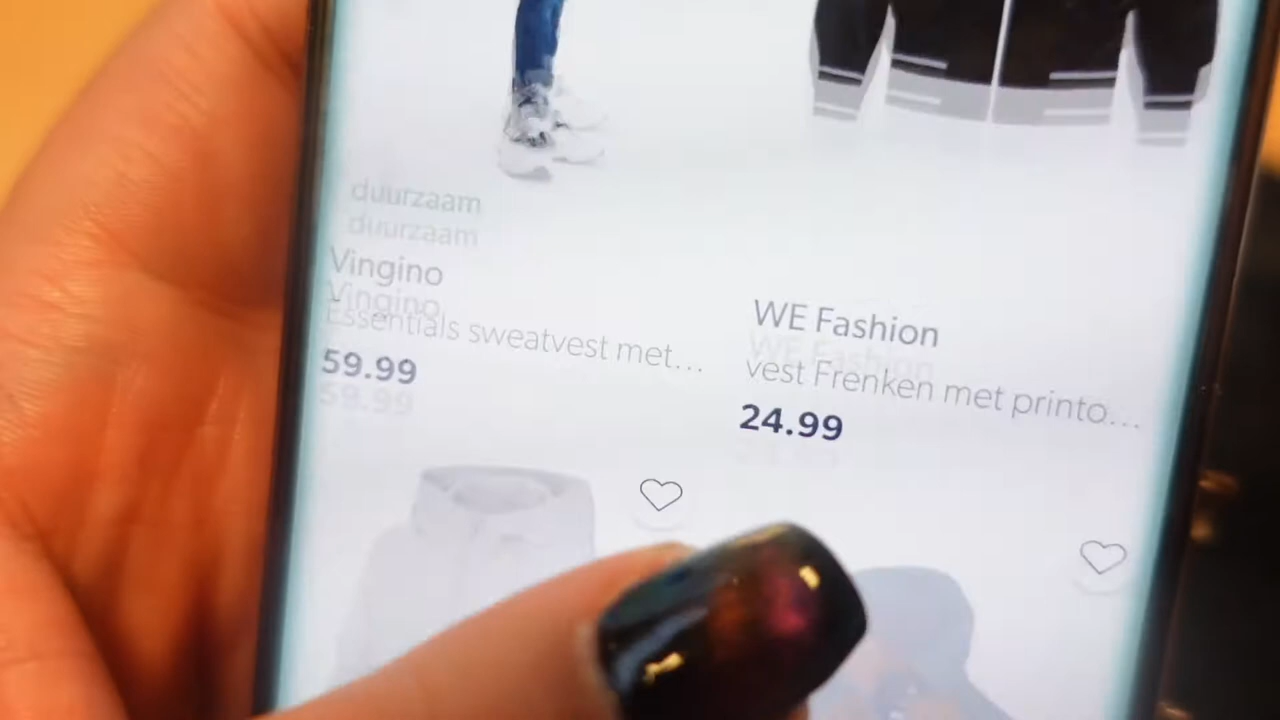 duurzaam
Vingino
Essentials sweatvest met...
59.99
WE Fashion
vest Frenken met printo...
24.99